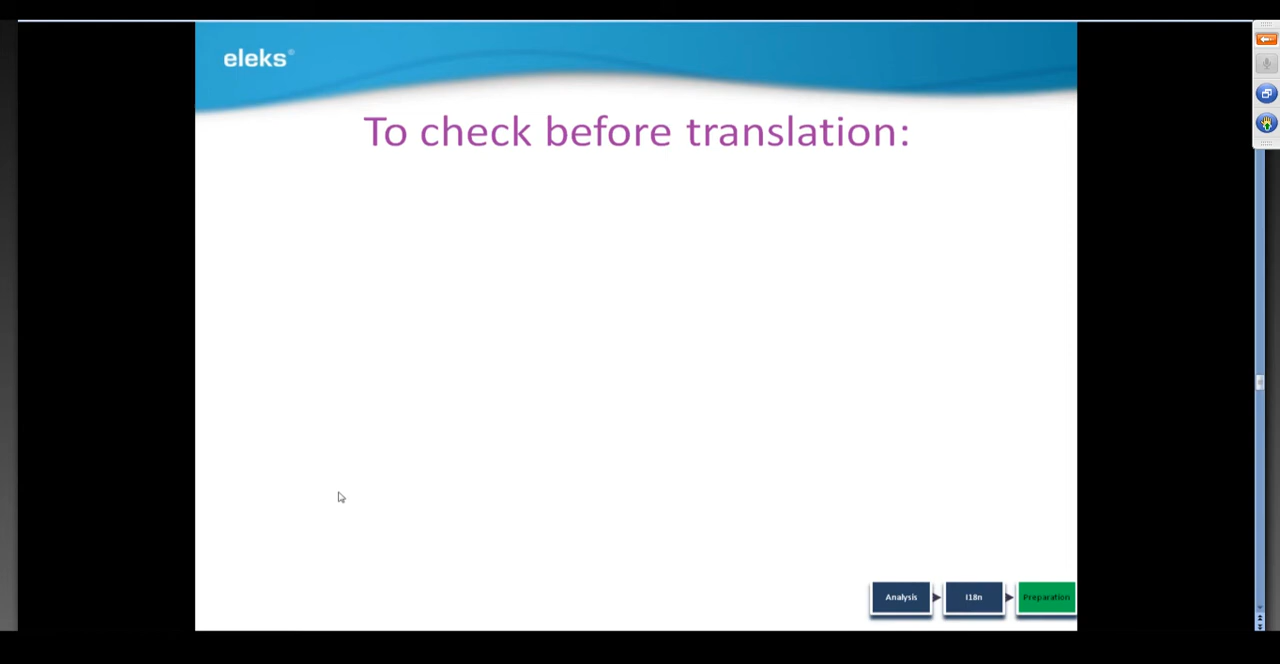 eleks®
To check before translation:
Analysis
I18n
Preparation